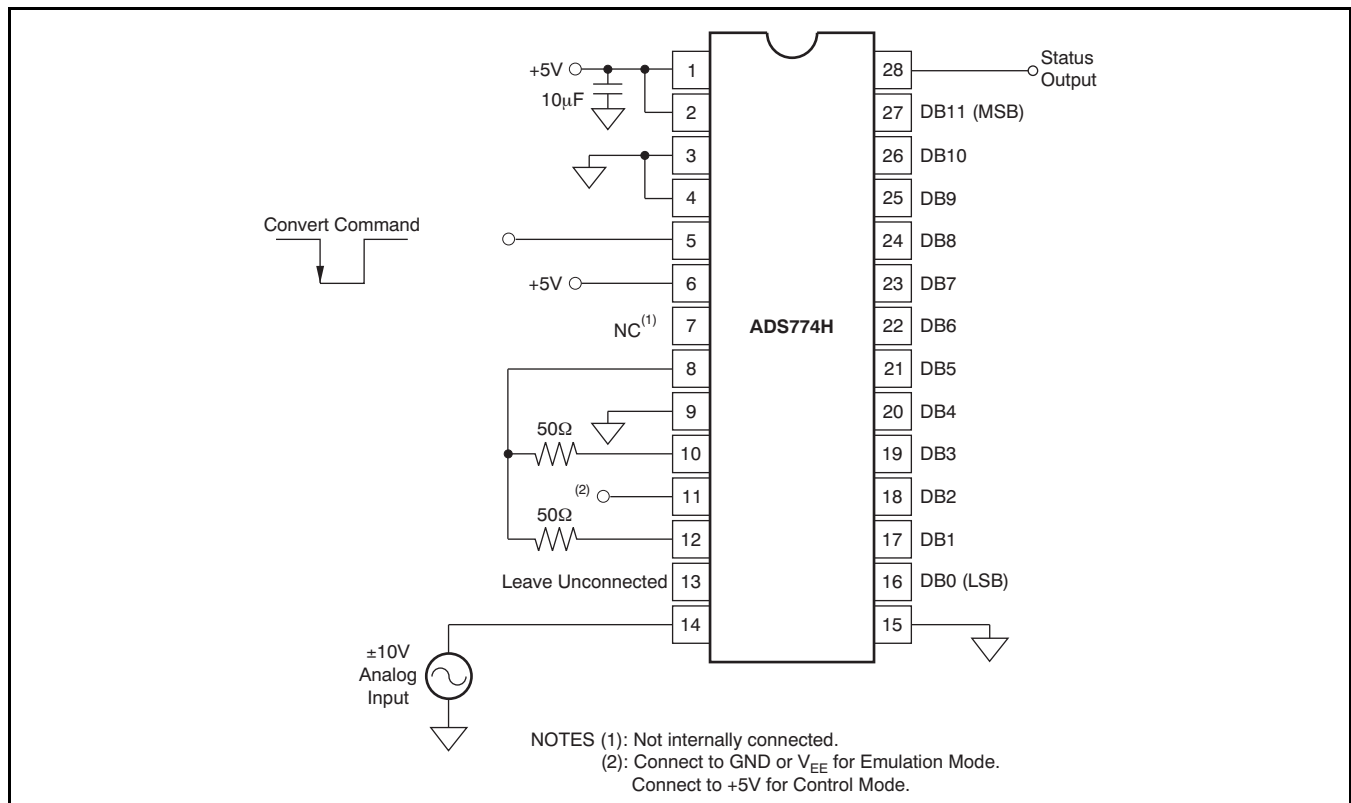 +5V
10μF
Convert Command
+5V
NC(1)
50Ω
(2)
50Ω
Leave Unconnected
±10V
Analog
Input
1
2
3
4
5
6
7
8
9
10
11
12
13
14
ADS774H
28
27
26
25
24
23
22
21
20
19
18
17
16
15
Status
Output
DB11 (MSB)
DB10
DB9
DB8
DB7
DB6
DB5
DB4
DB3
DB2
DB1
DB0 (LSB)
NOTES (1): Not internally connected.
(2): Connect to GND or VEE for Emulation Mode.
Connect to +5V for Control Mode.